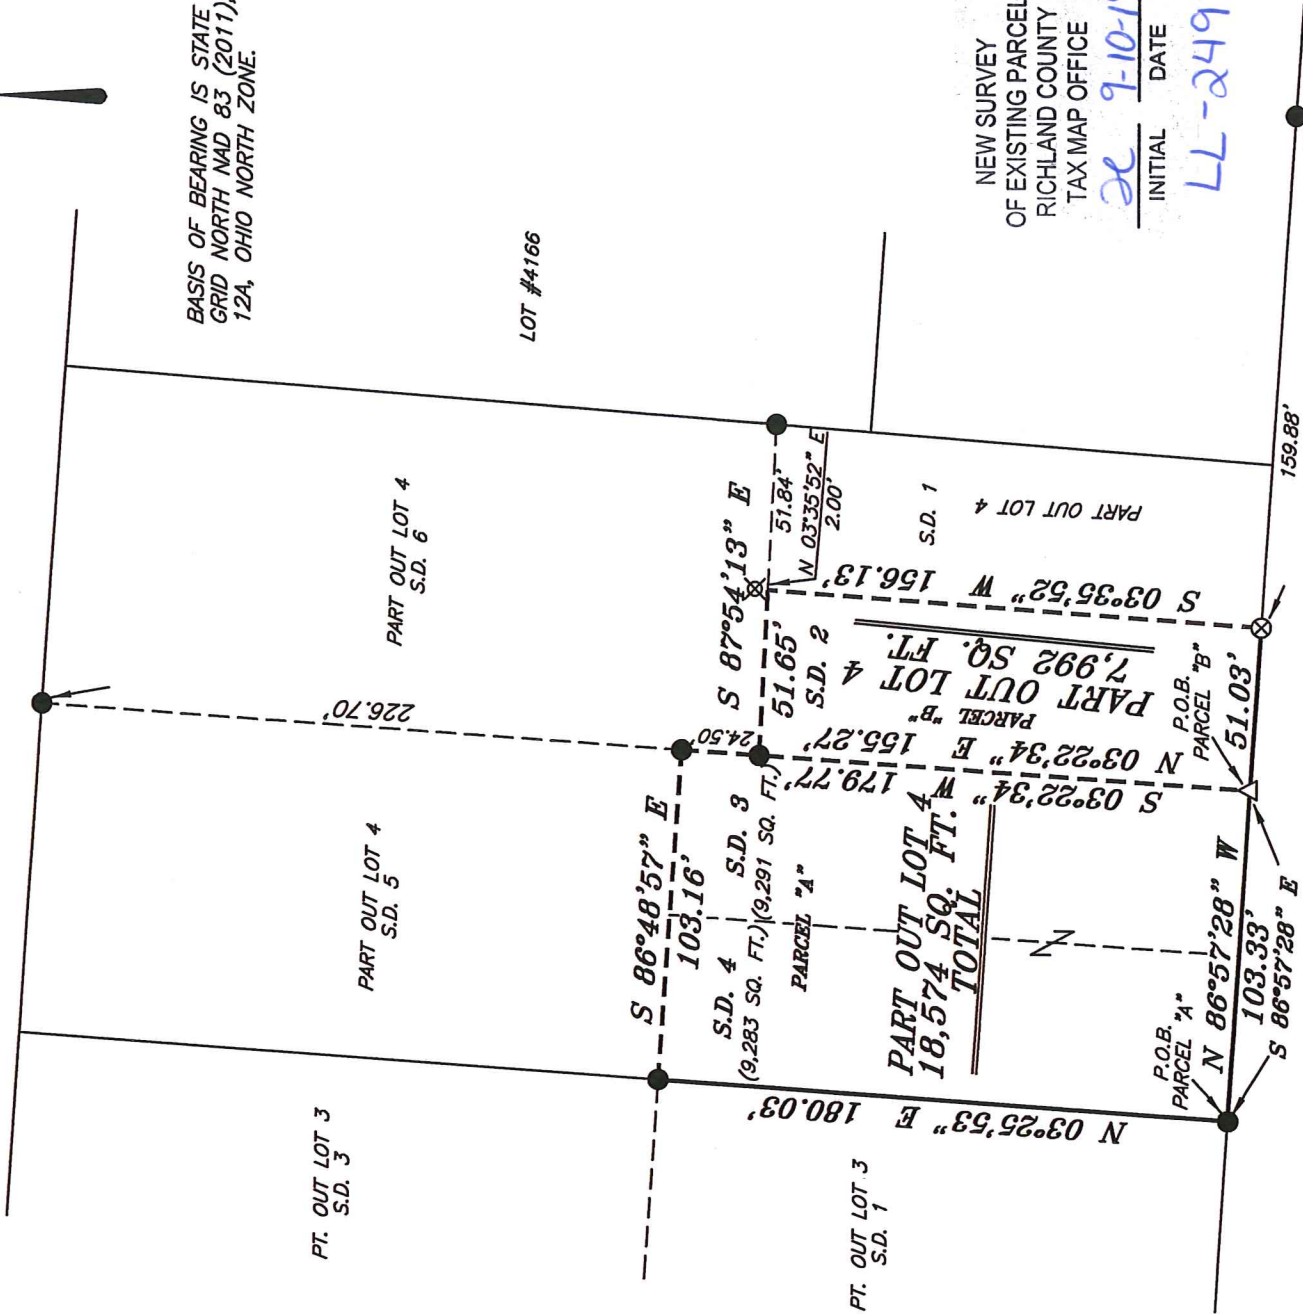 BASIS OF BEARING IS STATE
GRID NORTH NAD 83 (2011),
12A, OHIO NORTH ZONE.
LOT #4166
NEW SURVEY
OF EXISTING PARCEL
RICHLAND COUNTY
TAX MAP OFFICE
9-10-1
INITIAL DATE
LL-249
PART OUT LOT 4
S.D. 6
226.70'
PART OUT LOT 4
S.D. 5
PT. OUT LOT 3
S.D. 3
S 87°54'13" E
51.84'
N 03°35'52" E
2.00'
51.65'
24.50'
S 86°48'57" E
103.16'
S.D. 4
(9,283 SQ. FT.)
S.D. 3
(9,291 SQ. FT.)
PARCEL "A"
PART OUT LOT 4
18,574 SQ. FT.
TOTAL
S 03°22'34" W 179.77'
N 03°22'34" E 155.27'
S.D. 2
PARCEL "B"
PART OUT LOT 4
7,992 SQ. FT.
S 03°35'52" W 156.13'
S.D. 1
PART OUT LOT 4
PT. OUT LOT 3
S.D. 1
N 03°25'53" E 180.03'
P.O.B.
PARCEL "A"
N 86°57'28" W
103.33'
S 86°57'28" E
P.O.B.
PARCEL "B"
51.03'
159.88'